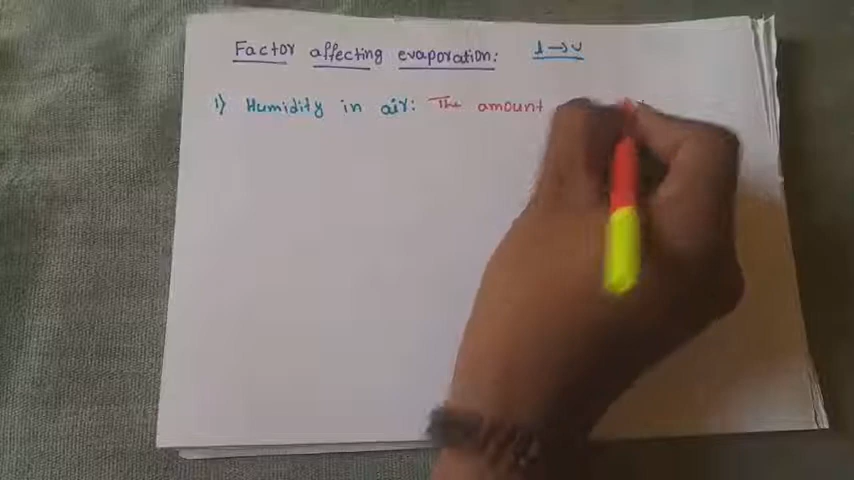 Factor affecting evaporation: l → v
1) Humidity in air: The amount